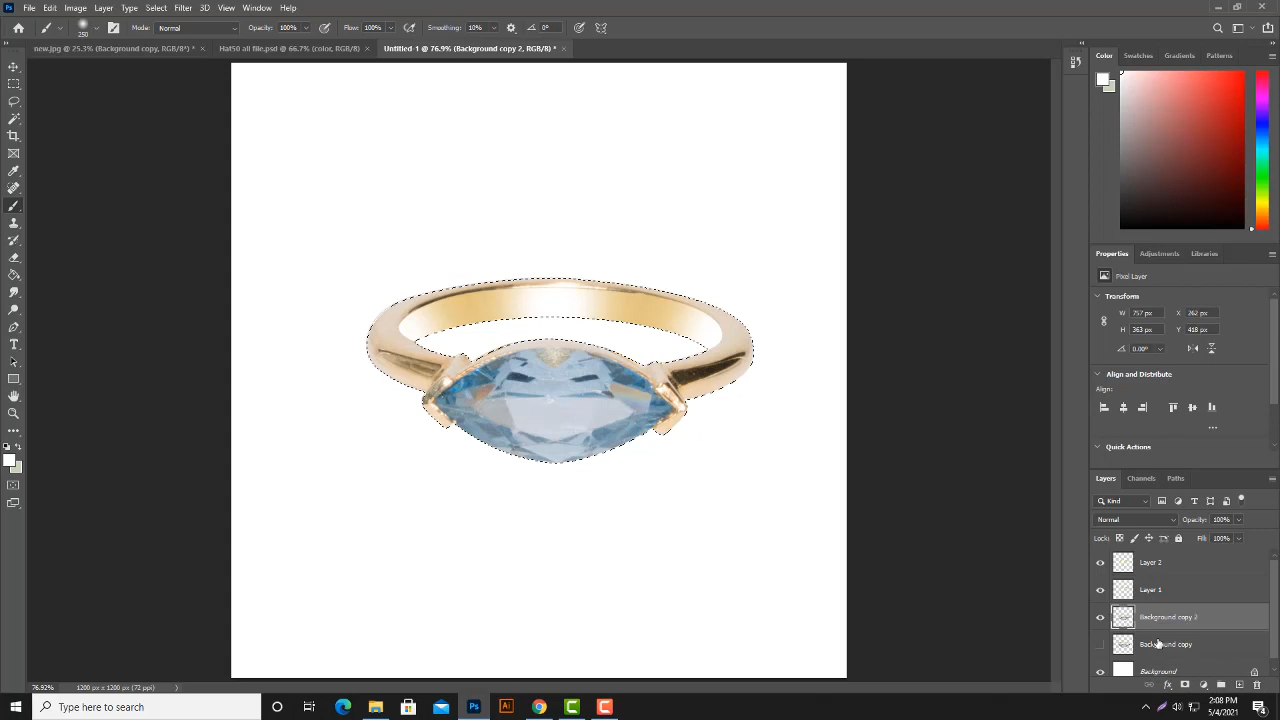 File Edit Image Layer Type Select Filter 3D View Window Help
250 Mode: Normal Opacity: 100% Flow: 100% Smoothing: 10% 0°
new.jpg @ 25.3% (Background copy, RGB/8*) * × Hat50 all file.psd @ 66.7% (color, RGB/8) × Untitled-1 @ 76.9% (Background copy 2, RGB/8) * ×
Color Swatches Gradients Patterns
Properties Adjustments Libraries
Pixel Layer
Transform
W 757 px X 262 px
H 363 px Y 418 px
0.00°
Align and Distribute
Align:
Quick Actions
Layers Channels Paths
Kind
Normal Opacity: 100%
Lock: Fill: 100%
Layer 2
Layer 1
Background copy 2
Background copy
Background
76.92% 1200 px x 1200 px (72 ppi)
Type here to search
2:08 PM
5/4/2021